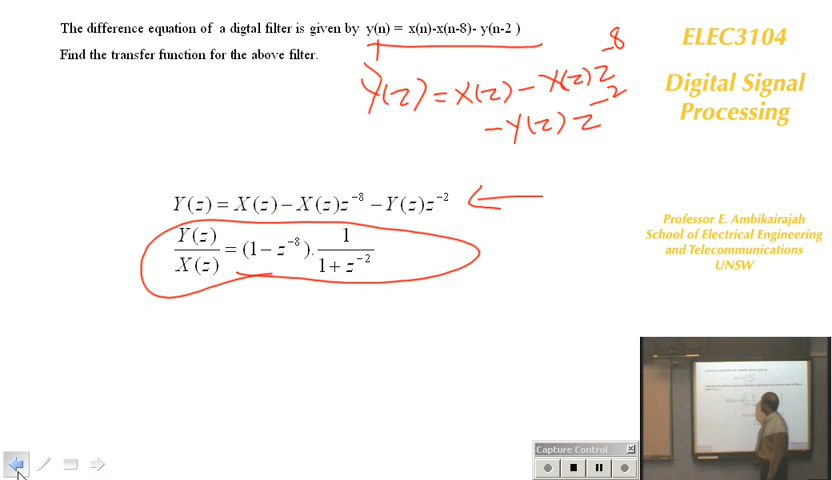 The difference equation of a digtal filter is given by y(n) = x(n)-x(n-8)- y(n-2 )
Find the transfer function for the above filter.
Y(z) = X(z) - X(z) z^-8
- Y(z) z^-2
Y(z) = X(z) − X(z)z^−8 − Y(z)z^−2
Y(z)/X(z) = (1 − z^−8). 1/(1 + z^−2)
ELEC3104
Digital Signal
Processing
Professor E. Ambikairajah
School of Electrical Engineering
and Telecommunications
UNSW
Capture Control